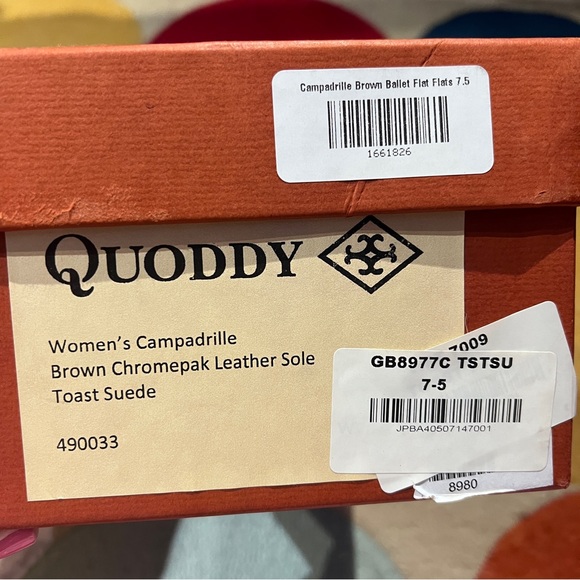 Campadrille Brown Ballet Flat Flats 7.5
1661826
QUODDY
Women's Campadrille
Brown Chromepak Leather Sole
Toast Suede
490033
7009
GB8977C TSTSU
7-5
JPBA40507147001
8980